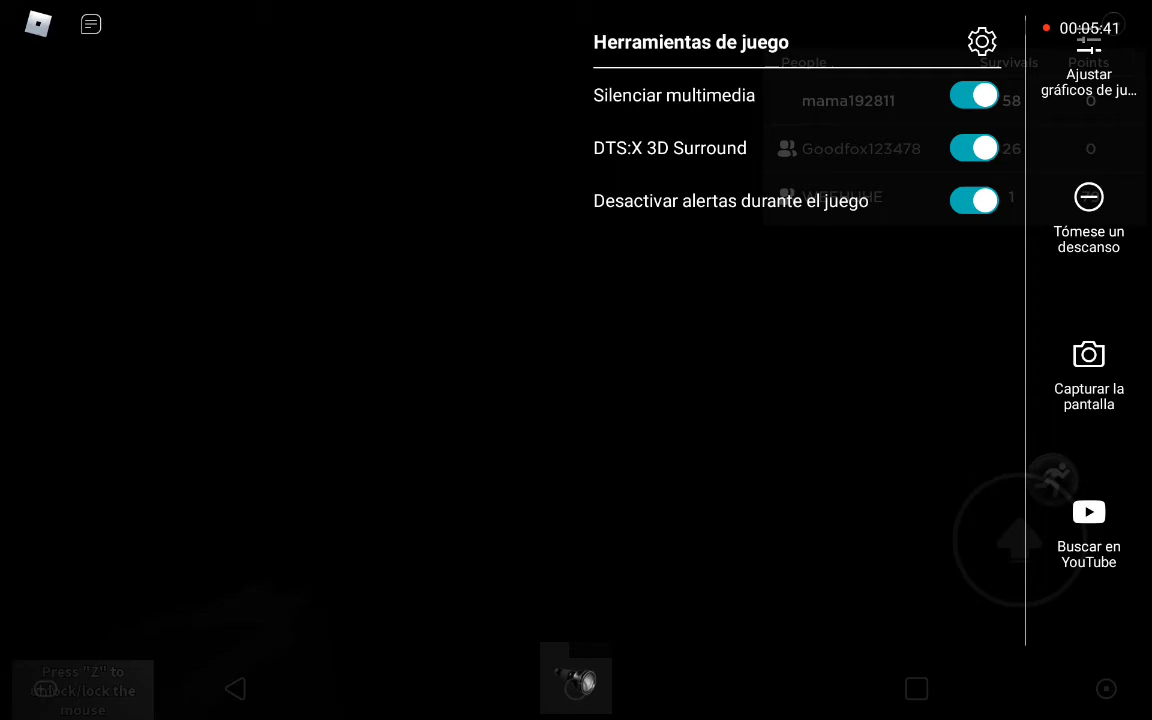 Herramientas de juego
00:05:41
People
Survivals
Points
Ajustar
gráficos de ju...
Silenciar multimedia
mama192811
58
0
DTS:X 3D Surround
Goodfox123478
26
0
Desactivar alertas durante el juego
1
Tómese un
descanso
Capturar la
pantalla
Buscar en
YouTube
Press "Z" to
unlock/lock the
mouse